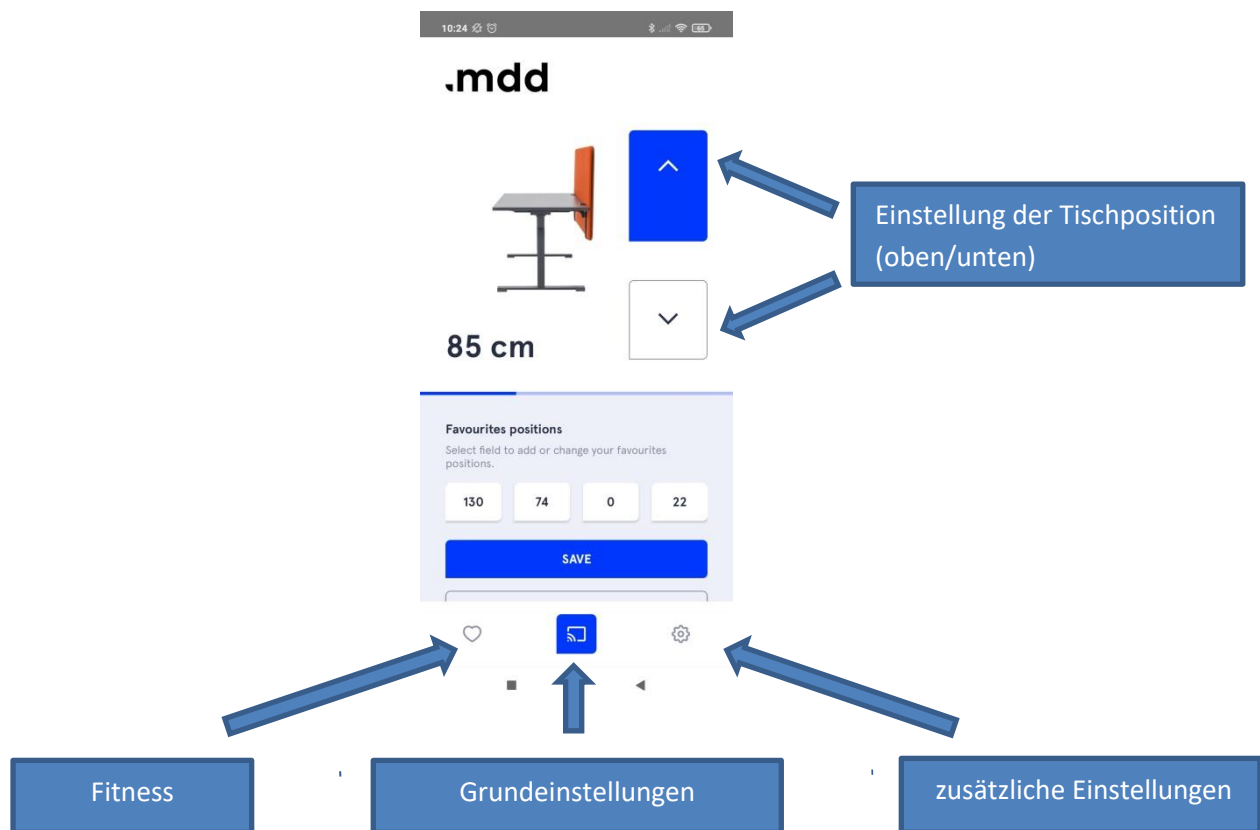 10:24
65
.mdd
Einstellung der Tischposition
(oben/unten)
85 cm
Favourites positions
Select field to add or change your favourites
positions.
130 74 0 22
SAVE
Fitness
Grundeinstellungen
zusätzliche Einstellungen